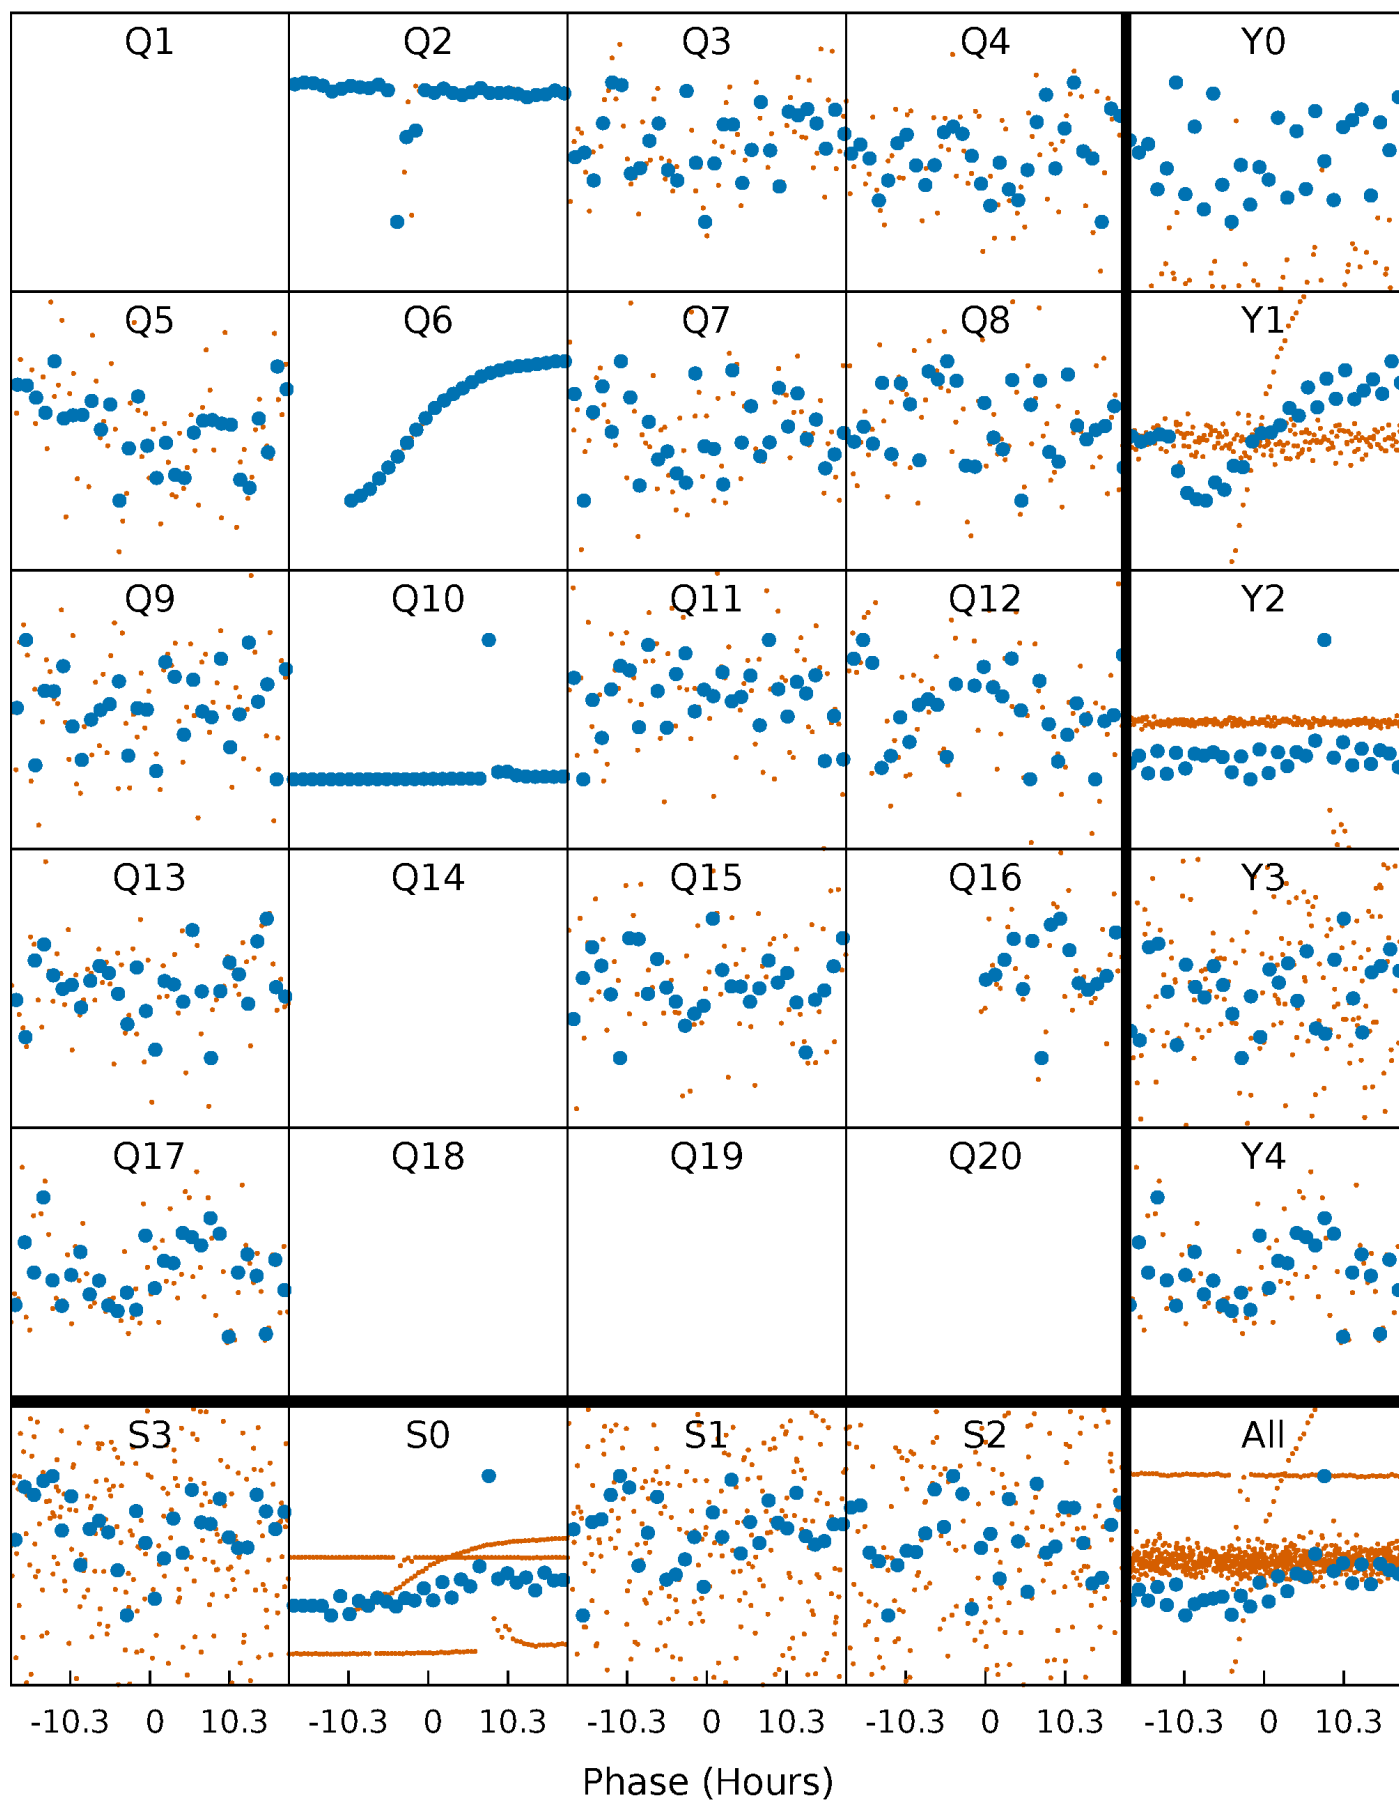 Q1 Q2 Q3 Q4 Y0
Q5 Q6 Q7 Q8 Y1
Q9 Q10 Q11 Q12 Y2
Q13 Q14 Q15 Q16 Y3
Q17 Q18 Q19 Q20 Y4
S3 S0 S1 S2 All
-10.3 0 10.3 -10.3 0 10.3 -10.3 0 10.3 -10.3 0 10.3 -10.3 0 10.3
Phase (Hours)